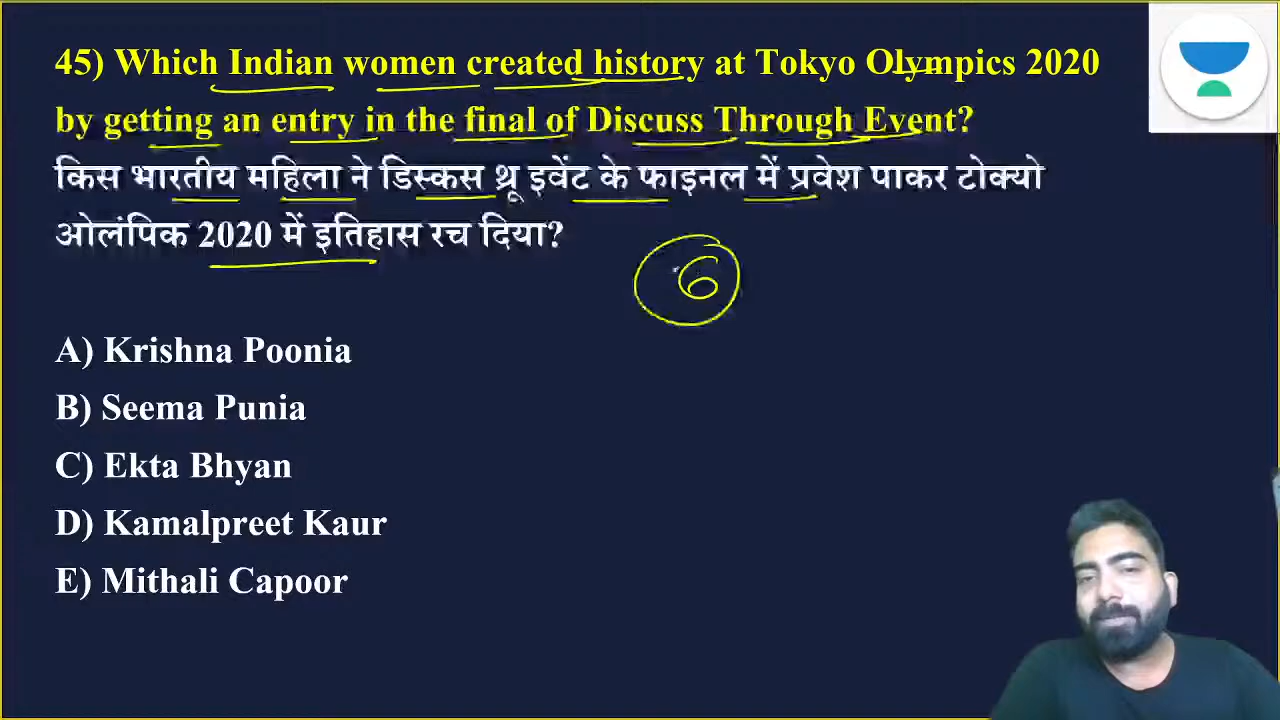 45) Which Indian women created history at Tokyo Olympics 2020
by getting an entry in the final of Discuss Through Event?
किस भारतीय महिला ने डिस्कस थ्रू इवेंट के फाइनल में प्रवेश पाकर टोक्यो
ओलंपिक 2020 में इतिहास रच दिया?
6
A) Krishna Poonia
B) Seema Punia
C) Ekta Bhyan
D) Kamalpreet Kaur
E) Mithali Capoor